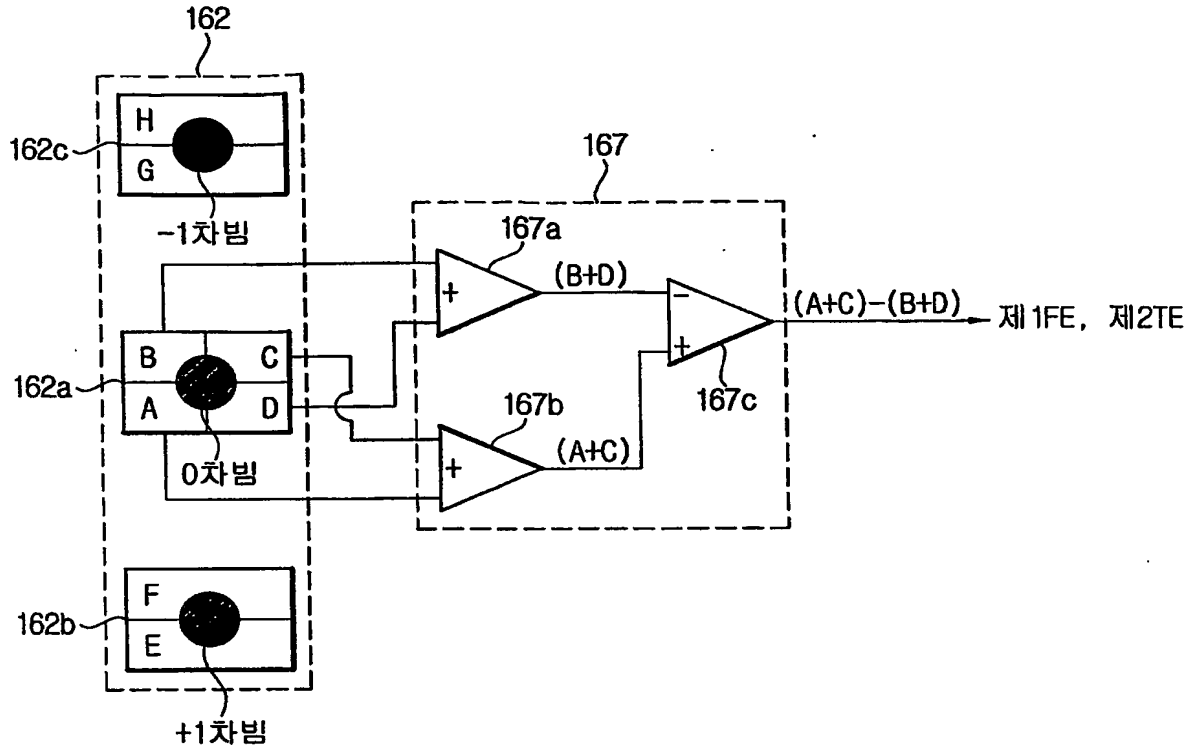 162
H
162c
G
-1차빔
167
167a
+
(B+D)
-
(A+C)-(B+D)
제1FE, 제2TE
B
C
162a
A
D
+
167c
167b
+
(A+C)
0차빔
F
162b
E
+1차빔